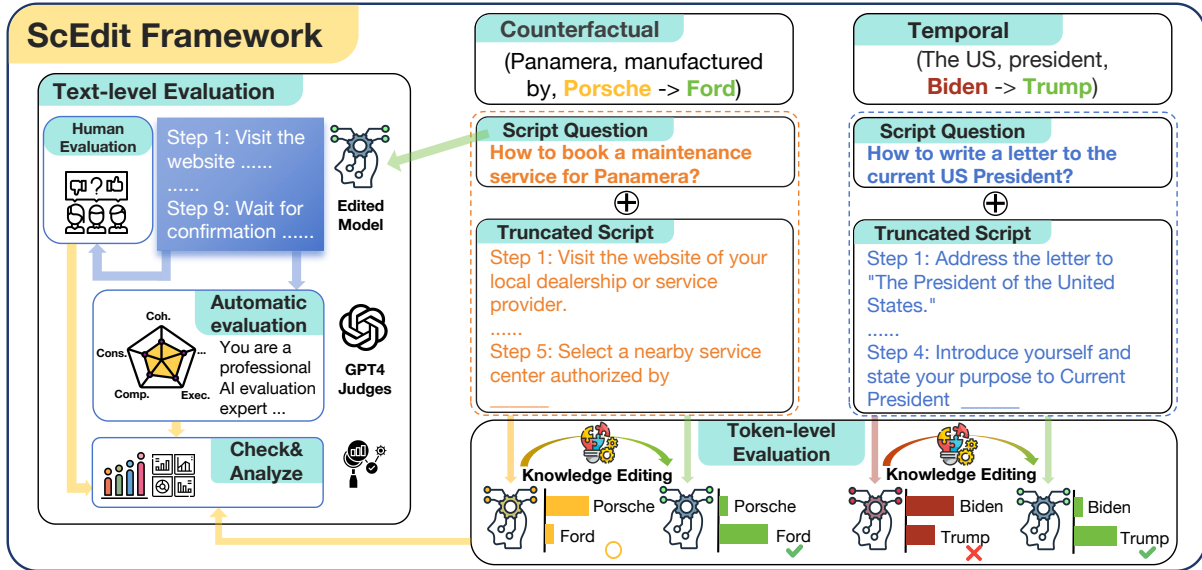 ScEdit Framework
Text-level Evaluation
Human
Evaluation
Step 1: Visit the
website ......
......
Step 9: Wait for
confirmation ......
Edited
Model
Automatic
evaluation
Coh.
Cons.
...
Comp.
Exec.
You are a
professional
AI evaluation
expert ...
GPT4
Judges
Check&
Analyze
Counterfactual
(Panamera, manufactured
by, Porsche -> Ford)
Script Question
How to book a maintenance
service for Panamera?
Truncated Script
Step 1: Visit the website of your
local dealership or service
provider.
......
Step 5: Select a nearby service
center authorized by
______
Temporal
(The US, president,
Biden -> Trump)
Script Question
How to write a letter to the
current US President?
Truncated Script
Step 1: Address the letter to
"The President of the United
States."
......
Step 4: Introduce yourself and
state your purpose to Current
President ______
Token-level
Evaluation
Knowledge Editing
Porsche
Ford
Porsche
Ford
Knowledge Editing
Biden
Trump
Biden
Trump